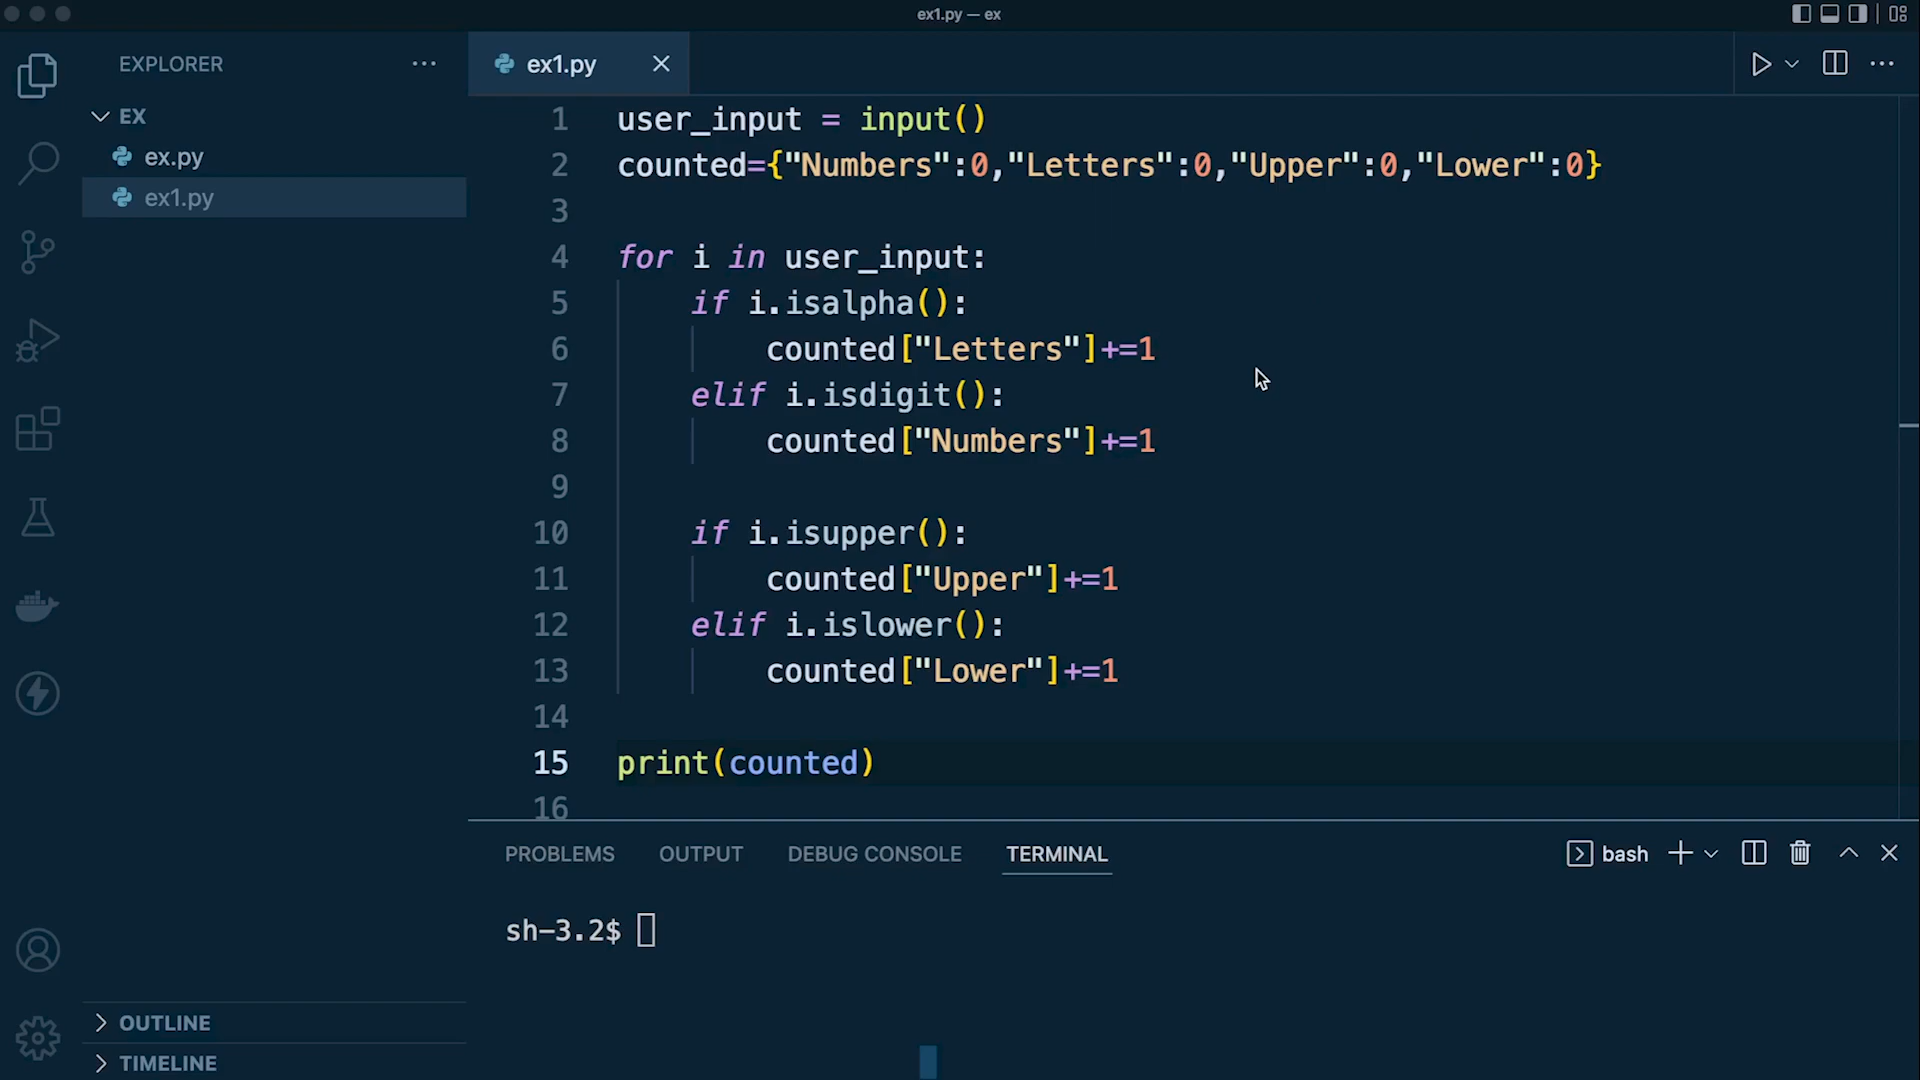 ex1.py — ex
EXPLORER
EX
ex.py
ex1.py
OUTLINE
TIMELINE
ex1.py
1 user_input = input()
2 counted={"Numbers":0,"Letters":0,"Upper":0,"Lower":0}
3
4 for i in user_input:
5     if i.isalpha():
6         counted["Letters"]+=1
7     elif i.isdigit():
8         counted["Numbers"]+=1
9
10     if i.isupper():
11         counted["Upper"]+=1
12     elif i.islower():
13         counted["Lower"]+=1
14
15 print(counted)
16
PROBLEMS OUTPUT DEBUG CONSOLE TERMINAL bash
sh-3.2$